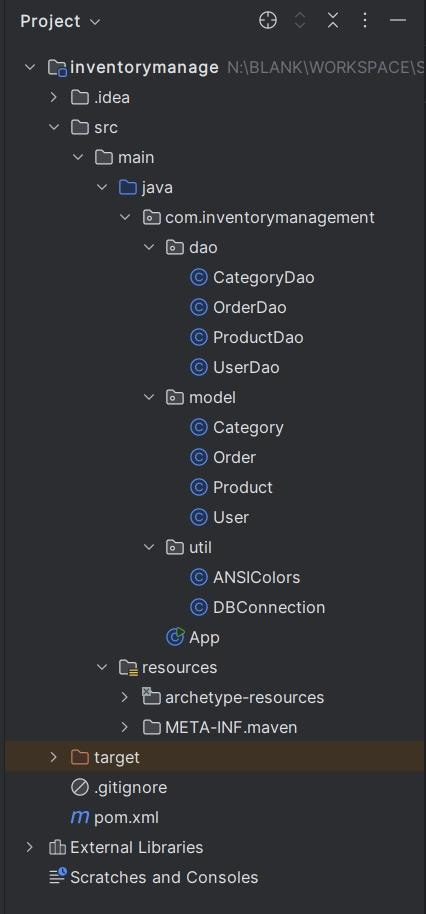 Project
inventorymanage N:\BLANK\WORKSPACE\S
.idea
src
main
java
com.inventorymanagement
dao
CategoryDao
OrderDao
ProductDao
UserDao
model
Category
Order
Product
User
util
ANSIColors
DBConnection
App
resources
archetype-resources
META-INF.maven
target
.gitignore
pom.xml
External Libraries
Scratches and Consoles